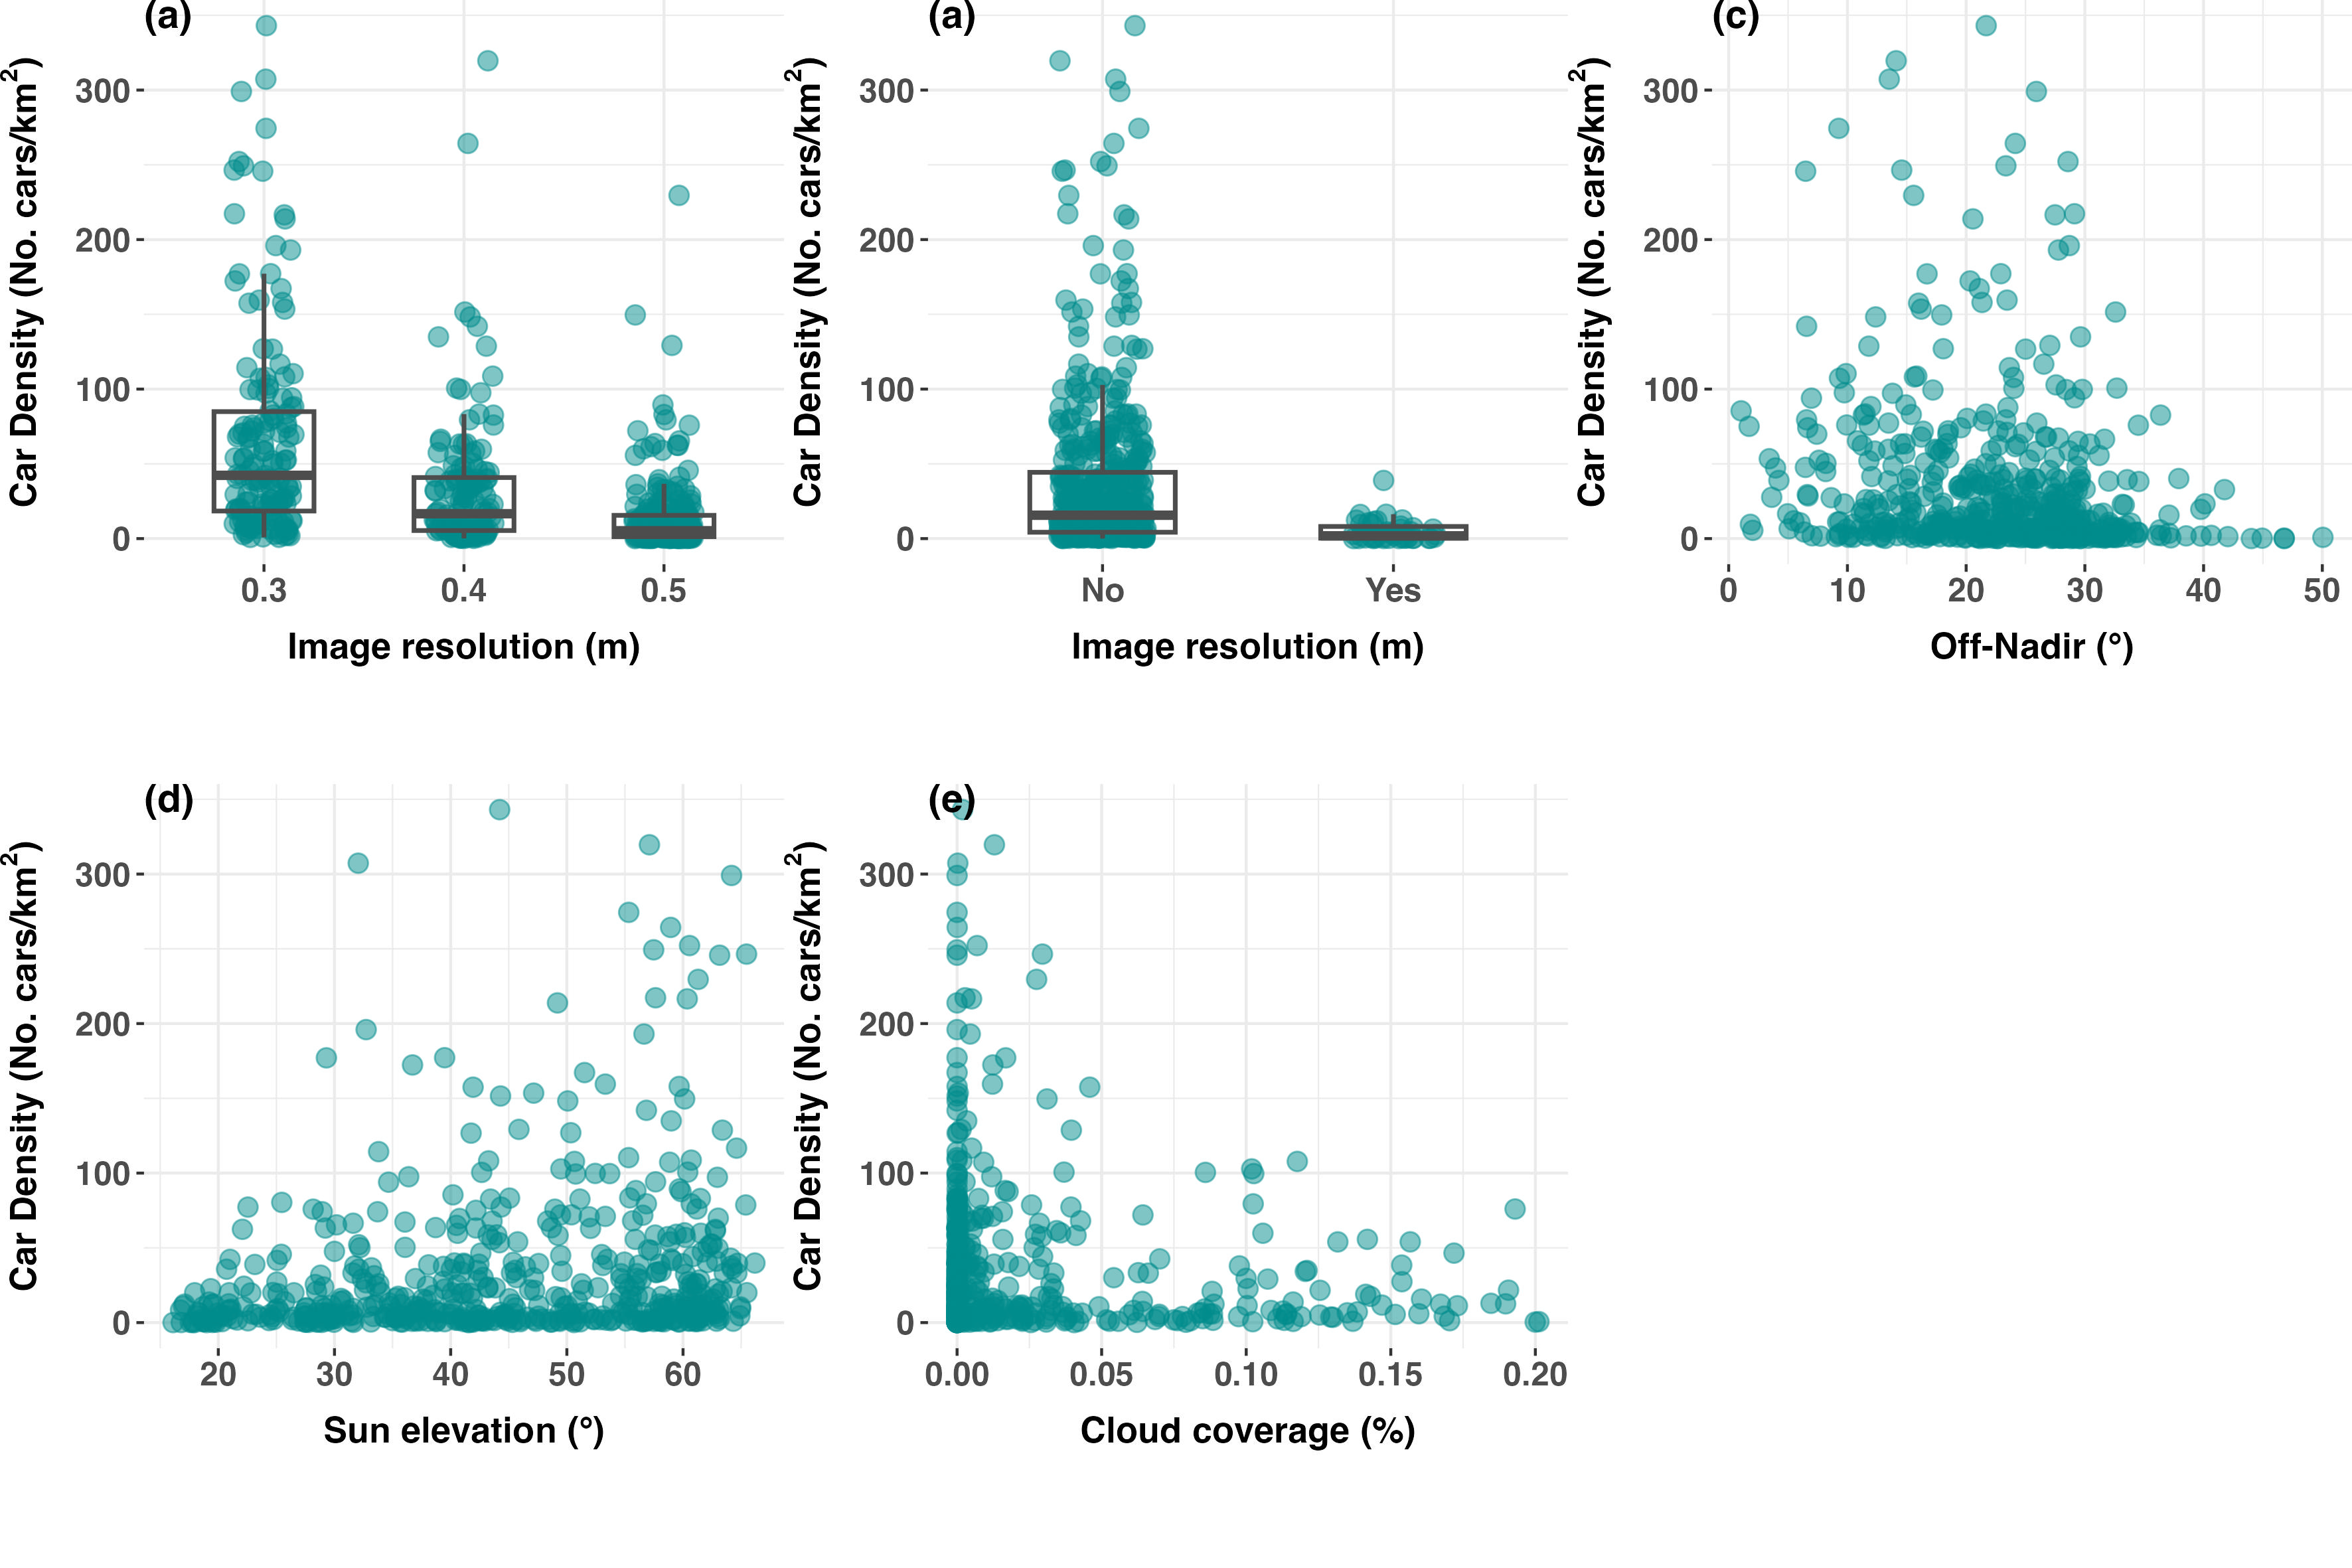 (a)
Car Density (No. cars/km²)
300
200
100
0
0.3 0.4 0.5
Image resolution (m)
(a)
Car Density (No. cars/km²)
300
200
100
0
No Yes
Image resolution (m)
(c)
Car Density (No. cars/km²)
300
200
100
0
0 10 20 30 40 50
Off-Nadir (°)
(d)
Car Density (No. cars/km²)
300
200
100
0
20 30 40 50 60
Sun elevation (°)
(e)
Car Density (No. cars/km²)
300
200
100
0
0.00 0.05 0.10 0.15 0.20
Cloud coverage (%)